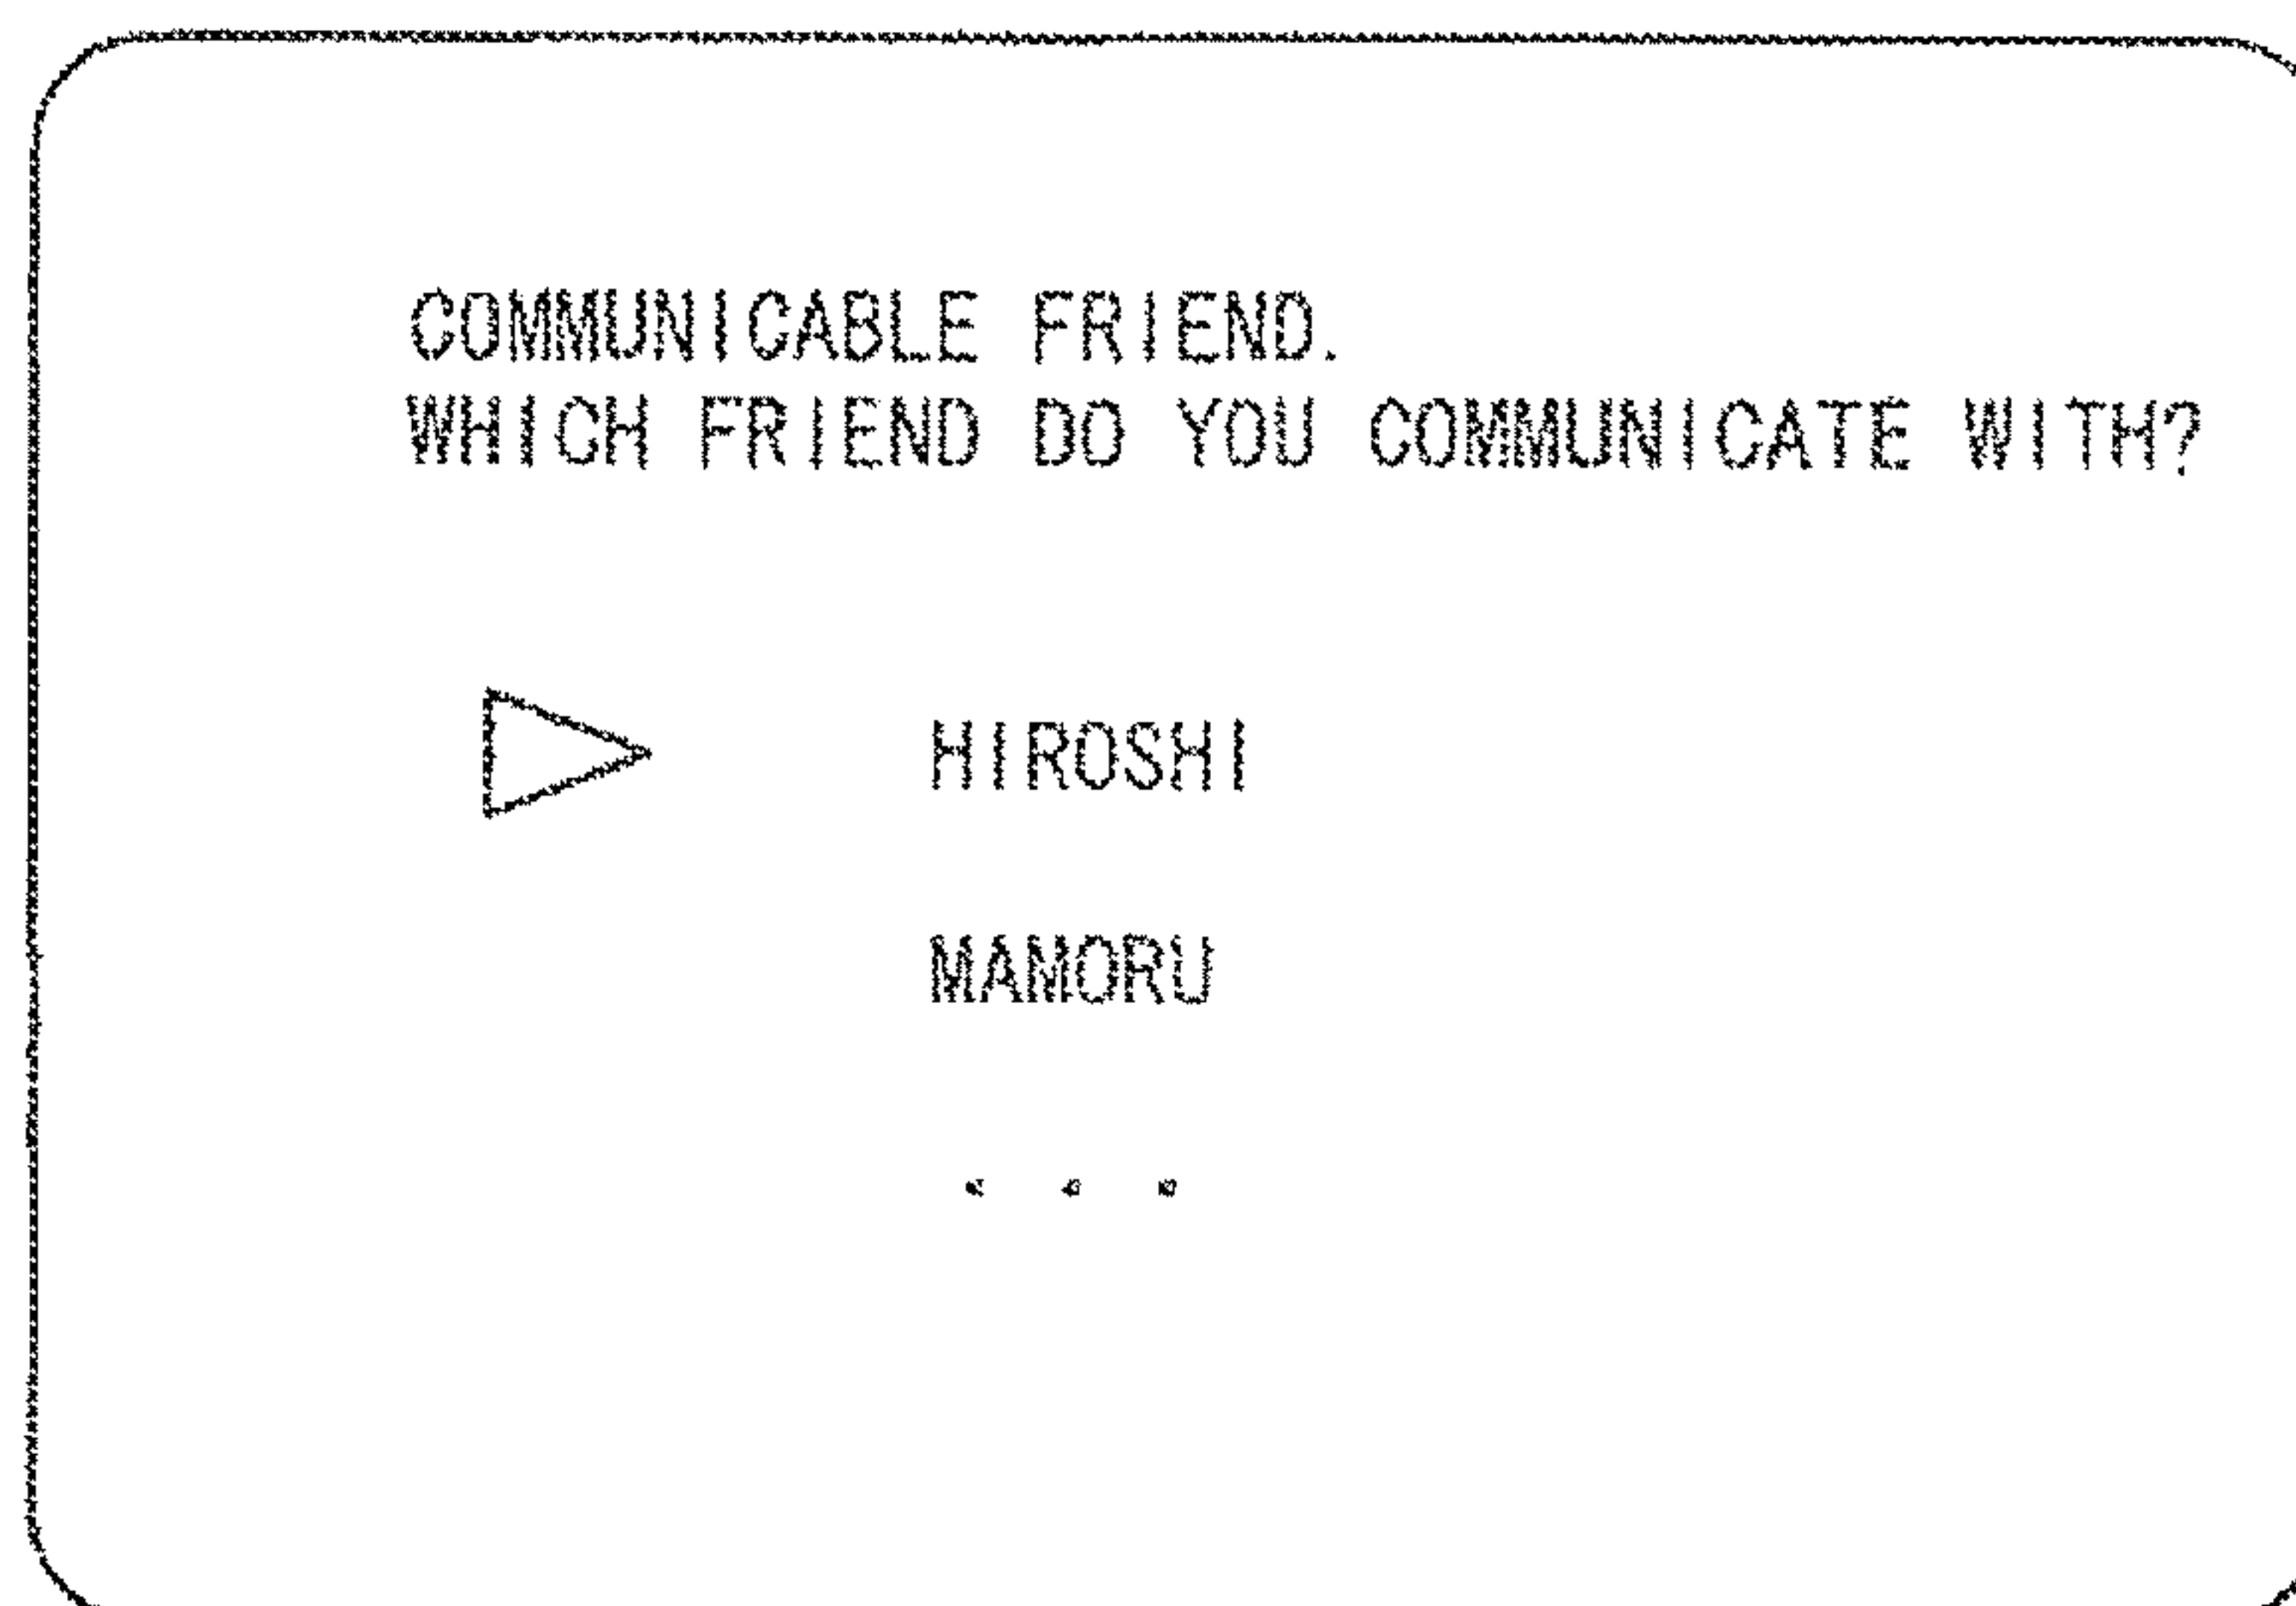 COMMUNICABLE FRIEND.
WHICH FRIEND DO YOU COMMUNICATE WITH?
HIROSHI
MAMORU
...